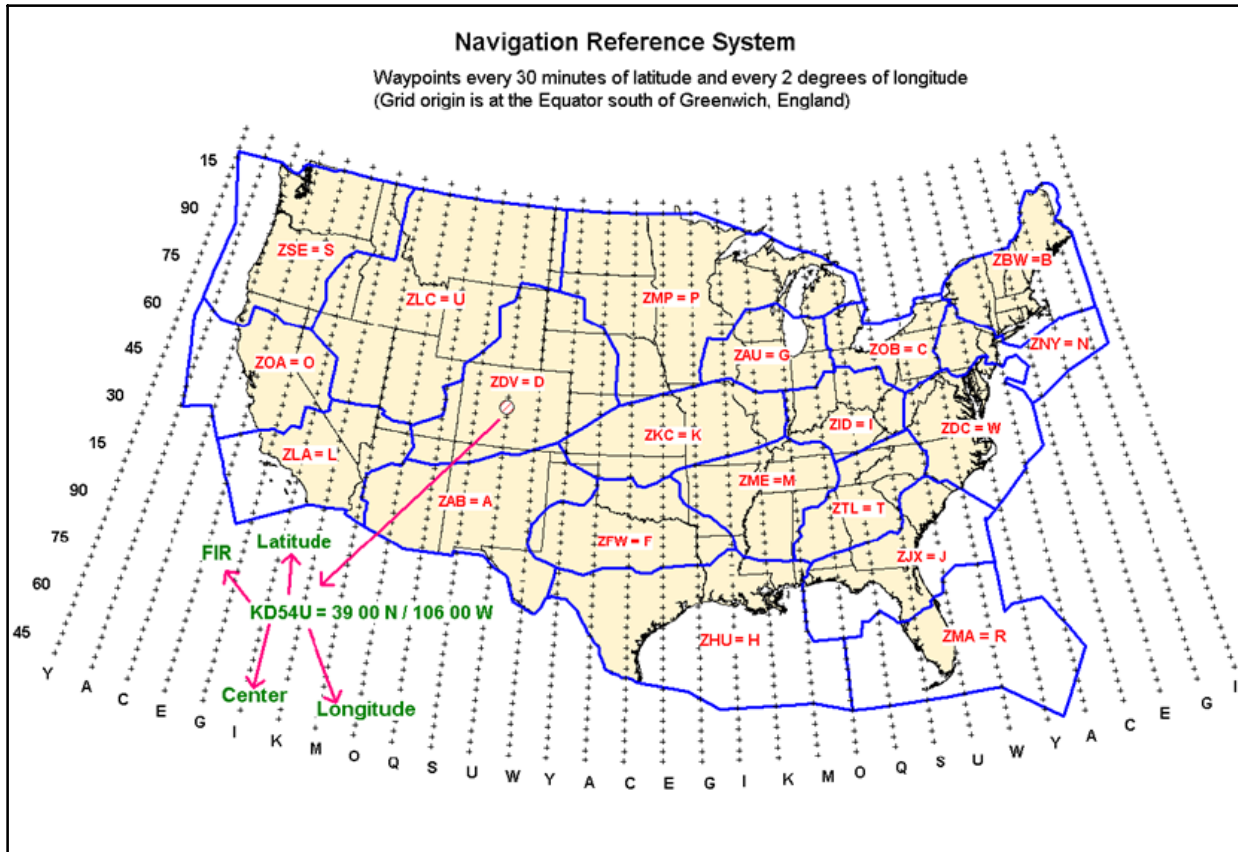 Navigation Reference System
Waypoints every 30 minutes of latitude and every 2 degrees of longitude
(Grid origin is at the Equator south of Greenwich, England)
15
90
75
60
45
30
15
90
75
60
45
ZSE = S
ZLC = U
ZMP = P
ZBW =B
ZOA = O
ZDV = D
ZAU = G
ZOB = C
ZNY = N
ZLA = L
ZKC = K
ZID = I
ZDC = W
ZAB = A
ZME =M
ZTL = T
ZFW = F
ZJX = J
ZHU = H
ZMA = R
FIR
Latitude
KD54U = 39 00 N / 106 00 W
Center
Longitude
Y A C E G I K M O Q S U W Y A C E G I K M O Q S U W Y A C E G I